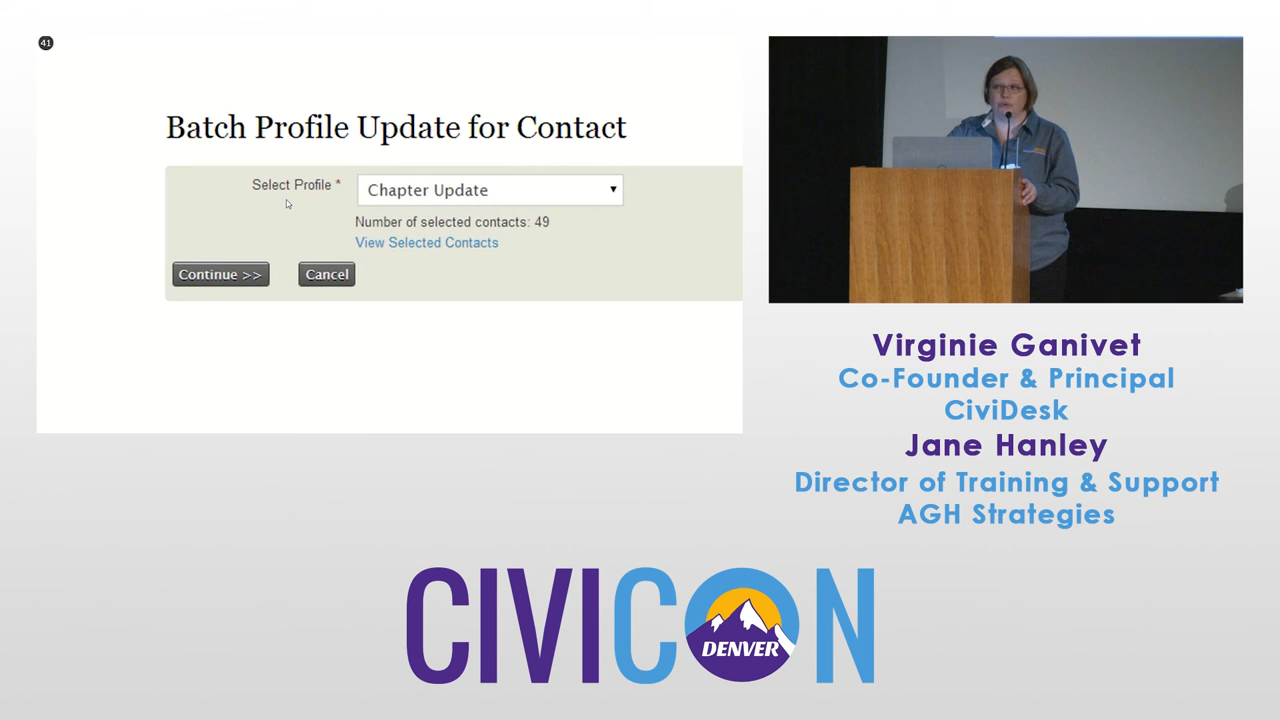 41
Batch Profile Update for Contact
Select Profile *
Chapter Update
Number of selected contacts: 49
View Selected Contacts
Continue >>
Cancel
Virginie Ganivet
Co-Founder & Principal
CiviDesk
Jane Hanley
Director of Training & Support
AGH Strategies
CIVICON
DENVER